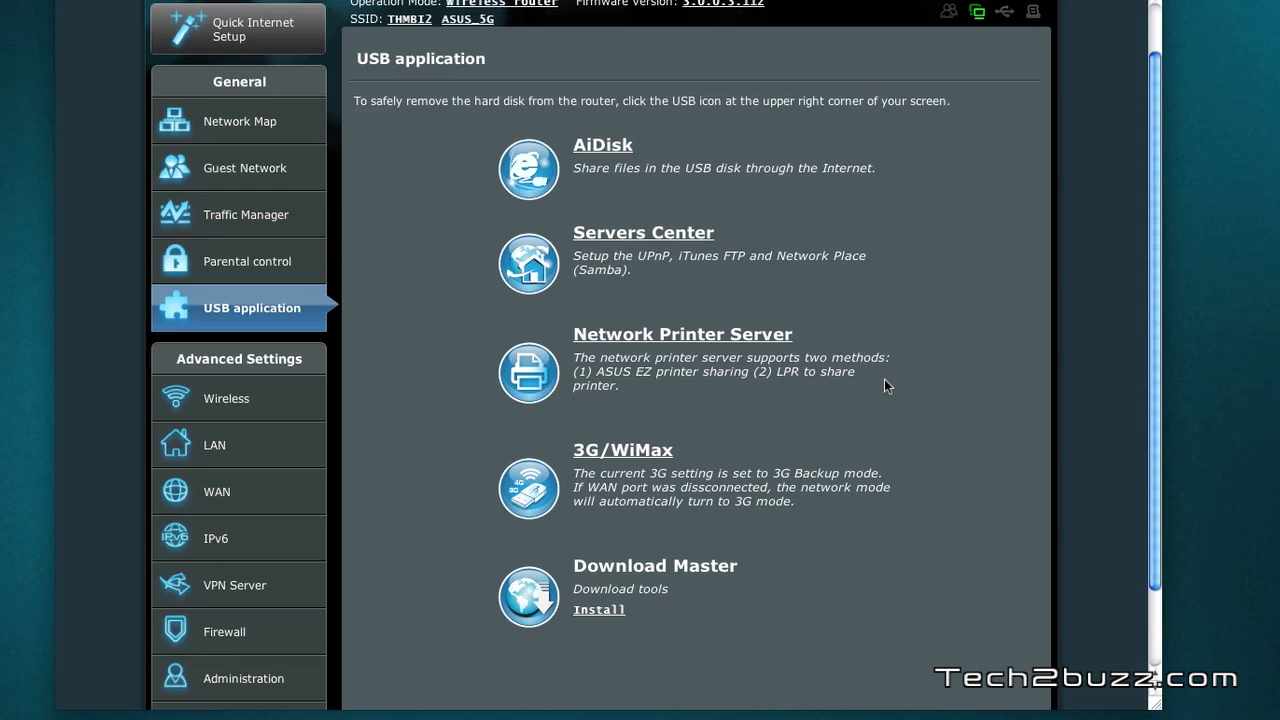 Operation Mode: Wireless router Firmware Version: 3.0.0.3.112
SSID: THMBI2 ASUS_5G
Quick Internet
Setup
General
Network Map
Guest Network
Traffic Manager
Parental control
USB application
Advanced Settings
Wireless
LAN
WAN
IPv6
VPN Server
Firewall
Administration
USB application
To safely remove the hard disk from the router, click the USB icon at the upper right corner of your screen.
AiDisk
Share files in the USB disk through the Internet.
Servers Center
Setup the UPnP, iTunes FTP and Network Place
(Samba).
Network Printer Server
The network printer server supports two methods:
(1) ASUS EZ printer sharing (2) LPR to share
printer.
4G
3G
3G/WiMax
The current 3G setting is set to 3G Backup mode.
If WAN port was dissconnected, the network mode
will automatically turn to 3G mode.
Download Master
Download tools
Install
Tech2buzz.com